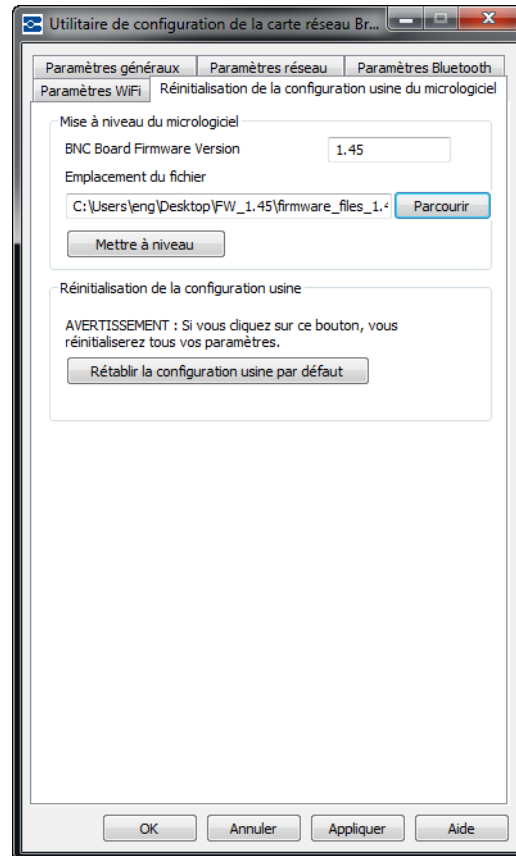 Utilitaire de configuration de la carte réseau Br...
Paramètres généraux Paramètres réseau Paramètres Bluetooth
Paramètres WiFi Réinitialisation de la configuration usine du micrologiciel
Mise à niveau du micrologiciel
BNC Board Firmware Version 1.45
Emplacement du fichier
C:\Users\eng\Desktop\FW_1.45\firmware_files_1.4 Parcourir
Mettre à niveau
Réinitialisation de la configuration usine
AVERTISSEMENT : Si vous cliquez sur ce bouton, vous
réinitialiserez tous vos paramètres.
Rétablir la configuration usine par défaut
OK Annuler Appliquer Aide